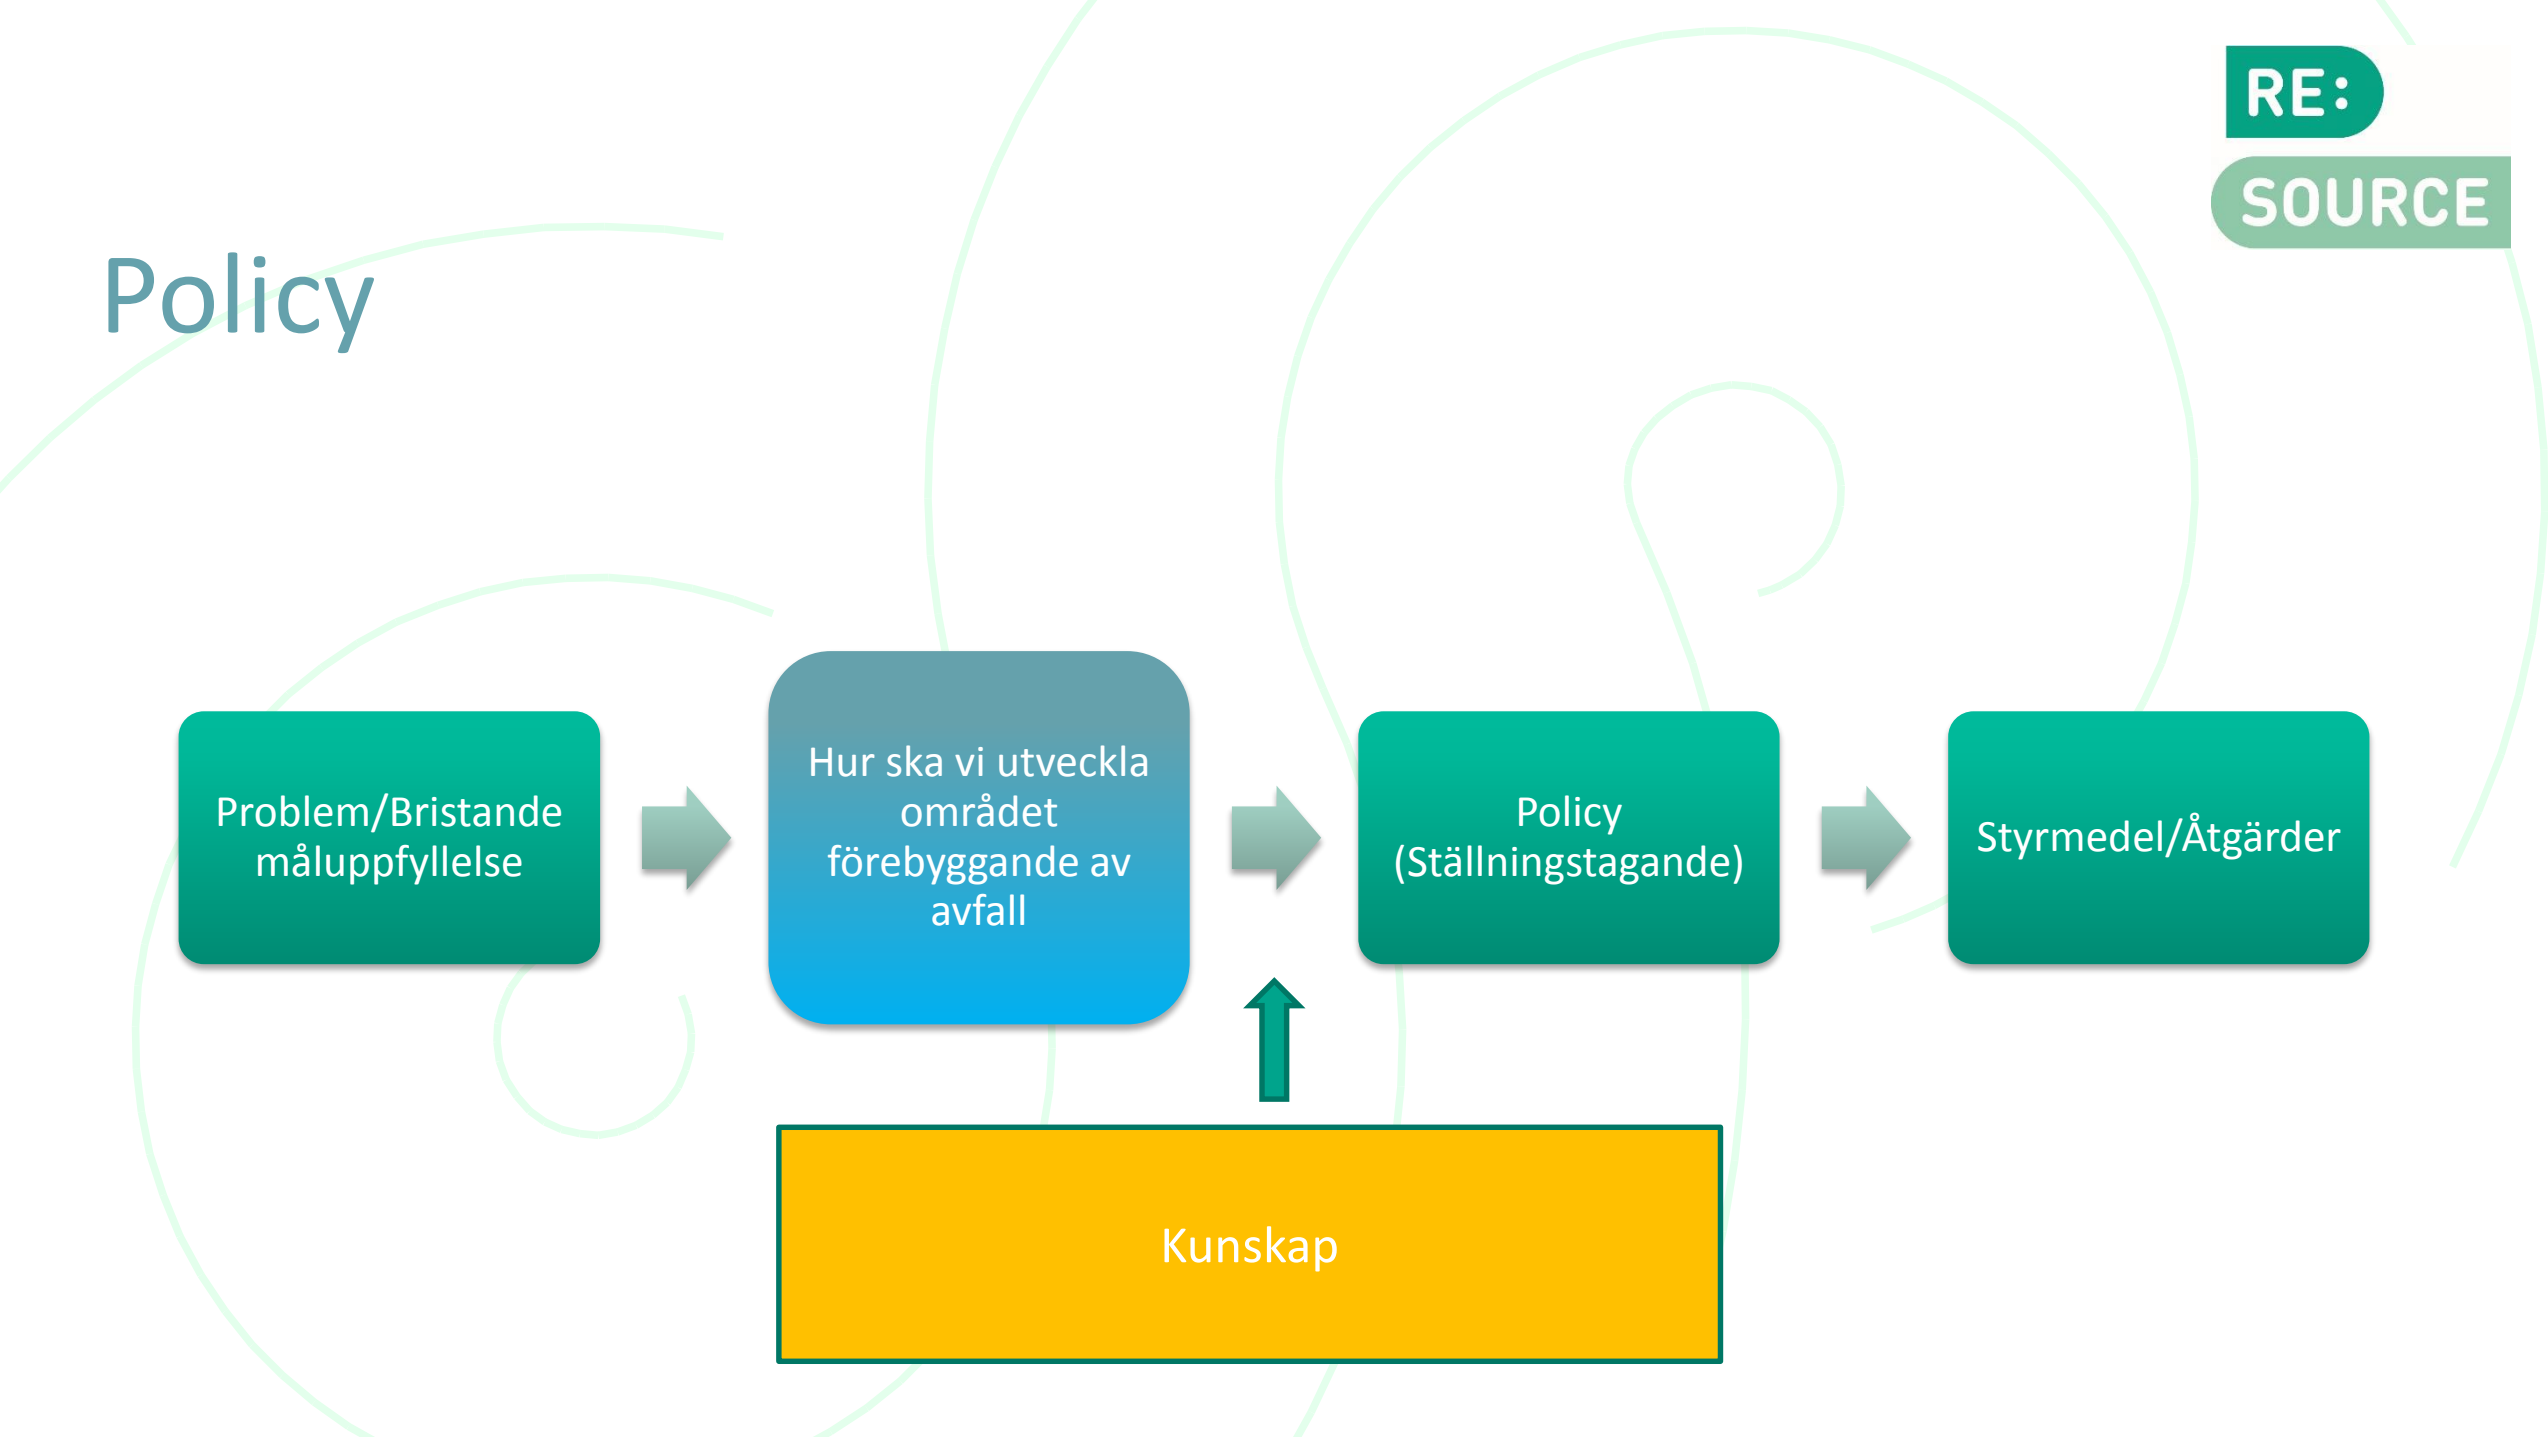 RE:
SOURCE
Policy
Problem/Bristande
måluppfyllelse
Hur ska vi utveckla
området
förebyggande av
avfall
Policy
(Ställningstagande)
Styrmedel/Åtgärder
Kunskap